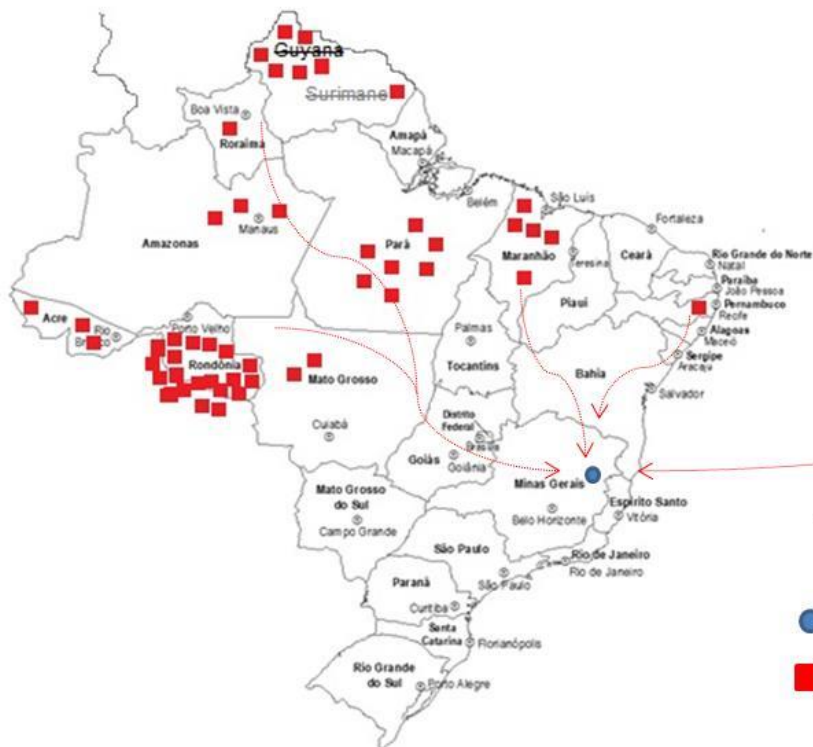 Guyana
Surimane
Boa Vista
Roraima
Amapá
Macapá
Belém
São Luis
Fortaleza
Amazonas
Manaus
Pará
Maranhão
Teresina
Ceará
Rio Grande do Norte
Natal
Paraíba
João Pessoa
Pernambuco
Recife
Piaui
Alagoas
Maceió
Sergipe
Aracaju
Acre
Rio
Porto Velho
Rondônia
Palmas
Tocantins
Bahia
Salvador
Mato Grosso
Cuiabá
Distrito
Federal
Brasília
Goiás
Goiânia
Minas Gerais
Belo Horizonte
Espírito Santo
Vitória
Mato Grosso
do Sul
Campo Grande
São Paulo
São Paulo
Rio de Janeiro
Rio de Janeiro
Paraná
Curitiba
Santa
Catarina
Florianópolis
Rio Grande
do Sul
Porto Alegre